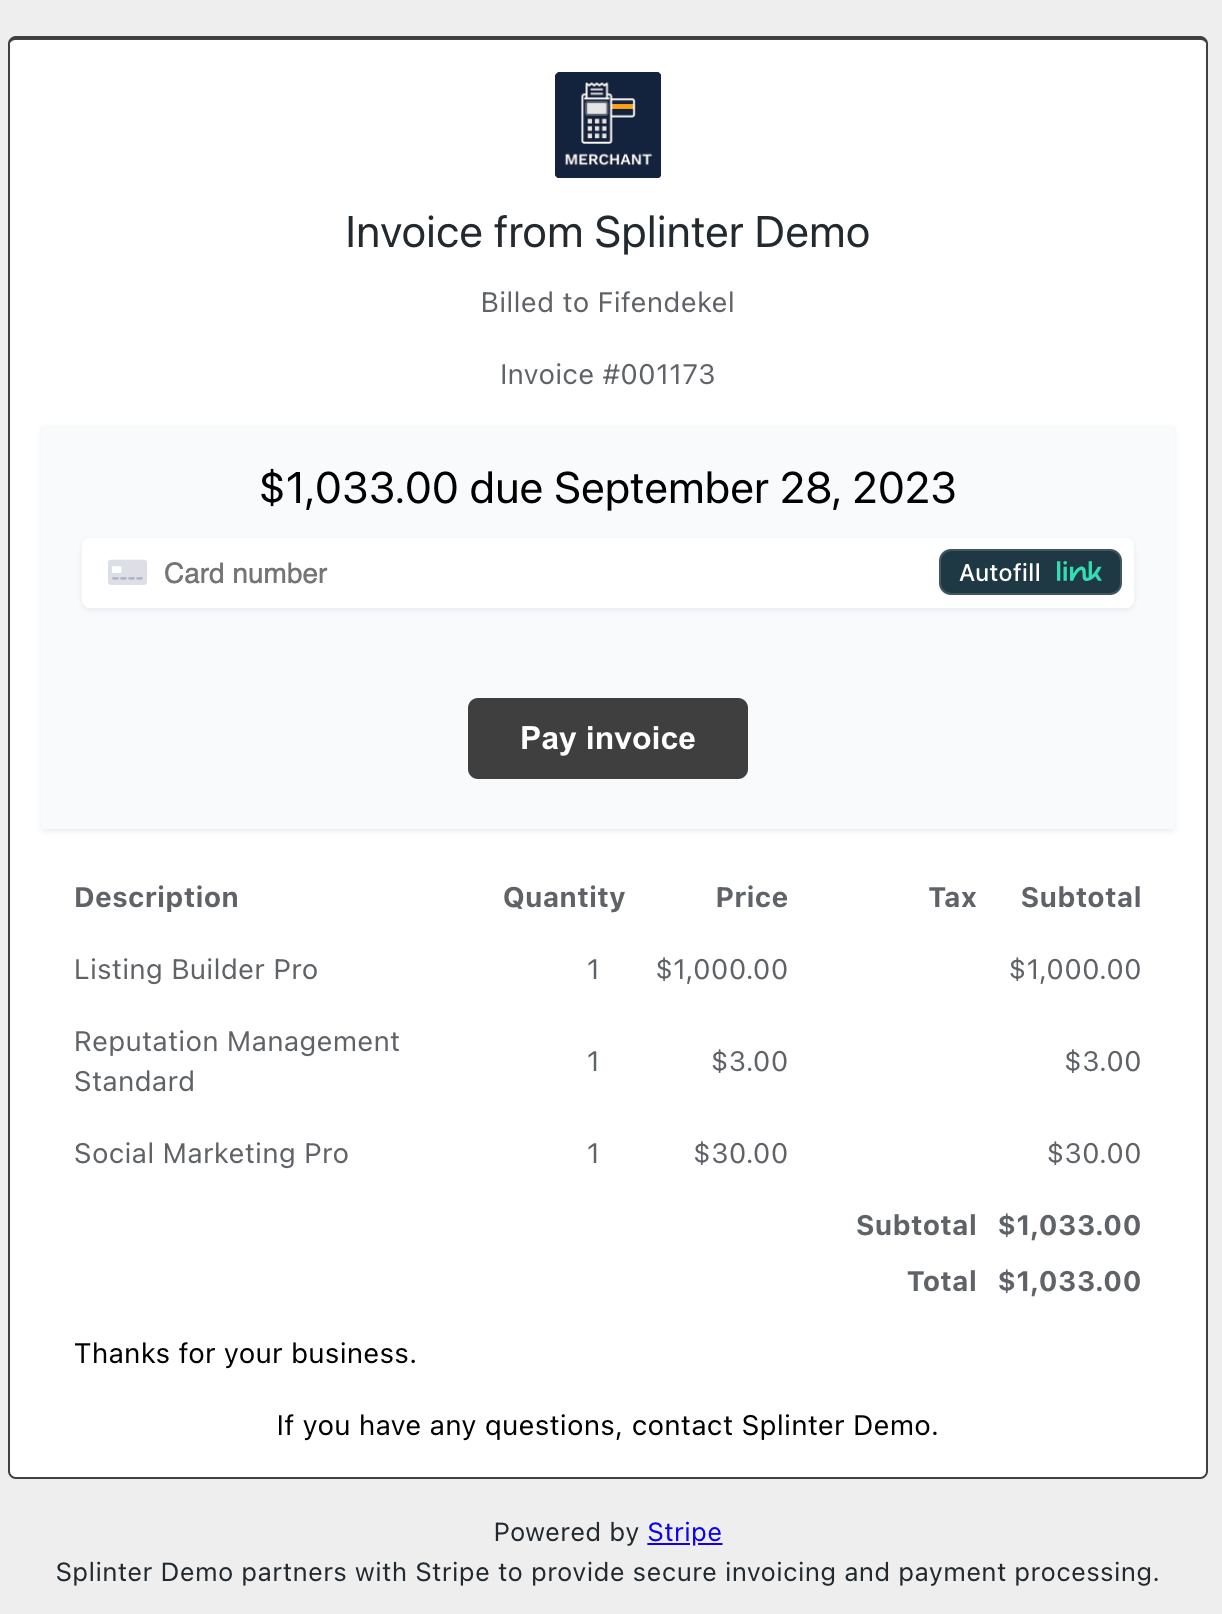 MERCHANT
Invoice from Splinter Demo
Billed to Fifendekel
Invoice #001173
$1,033.00 due September 28, 2023
Card number Autofill link
Pay invoice
Description Quantity Price Tax Subtotal
Listing Builder Pro 1 $1,000.00 $1,000.00
Reputation Management
Standard 1 $3.00 $3.00
Social Marketing Pro 1 $30.00 $30.00
Subtotal $1,033.00
Total $1,033.00
Thanks for your business.
If you have any questions, contact Splinter Demo.
Powered by Stripe
Splinter Demo partners with Stripe to provide secure invoicing and payment processing.